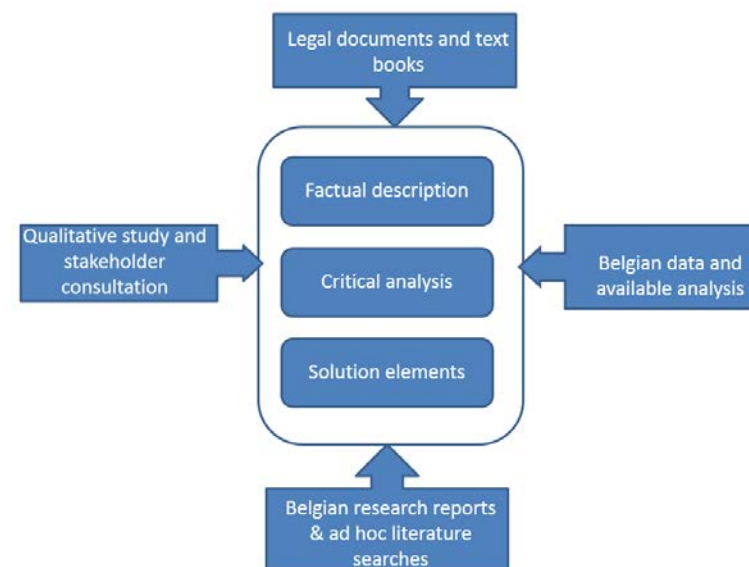 Legal documents and text
books
Factual description
Qualitative study and
stakeholder
consultation
Critical analysis
Belgian data and
available analysis
Solution elements
Belgian research reports
& ad hoc literature
searches